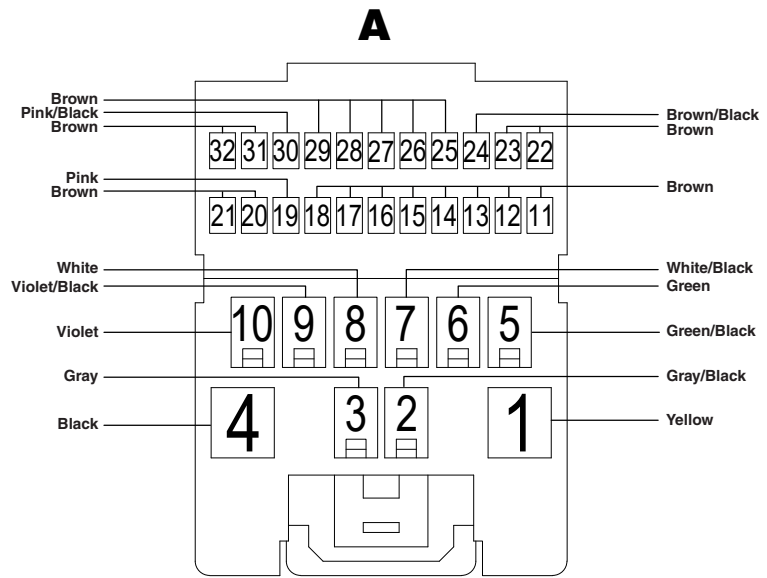 A
Brown
Pink/Black Brown/Black
Brown Brown
32 31 30 29 28 27 26 25 24 23 22
Pink
Brown Brown
21 20 19 18 17 16 15 14 13 12 11
White White/Black
Violet/Black Green
10 9 8 7 6 5
Violet Green/Black
Gray Gray/Black
4 3 2 1
Black Yellow